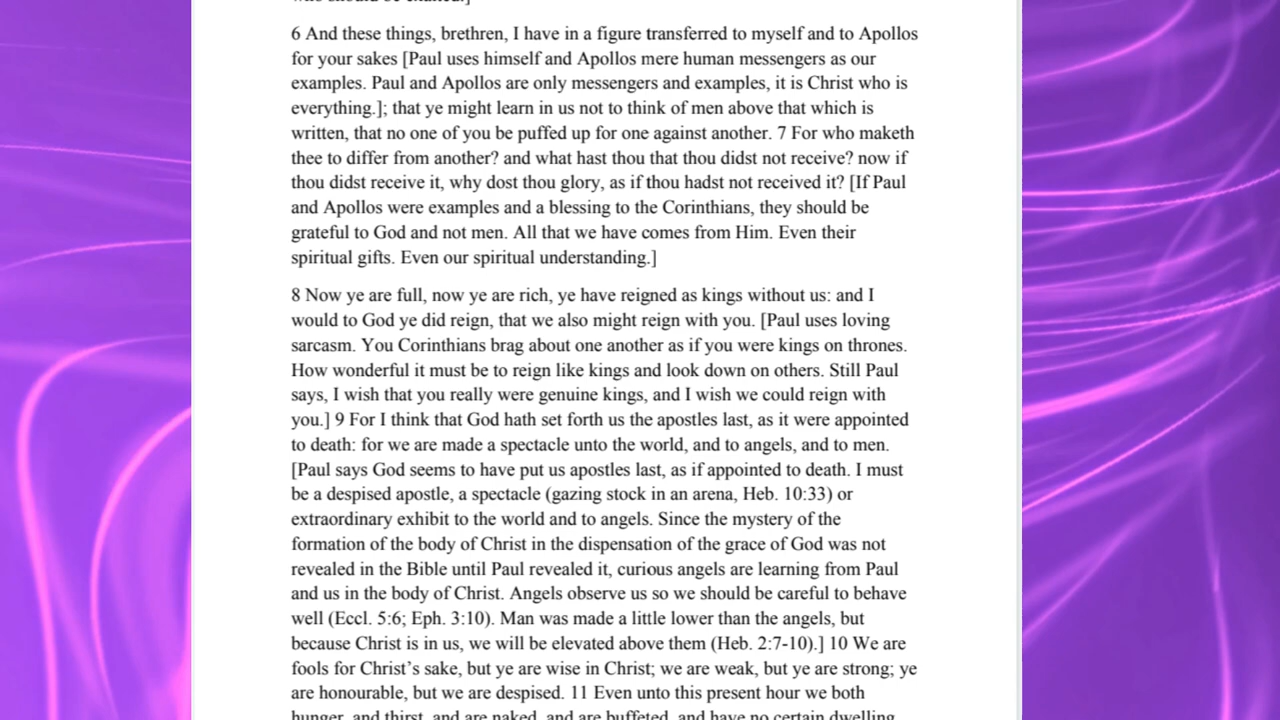 who should be exalted.]
6 And these things, brethren, I have in a figure transferred to myself and to Apollos
for your sakes [Paul uses himself and Apollos mere human messengers as our
examples. Paul and Apollos are only messengers and examples, it is Christ who is
everything.]; that ye might learn in us not to think of men above that which is
written, that no one of you be puffed up for one against another. 7 For who maketh
thee to differ from another? and what hast thou that thou didst not receive? now if
thou didst receive it, why dost thou glory, as if thou hadst not received it? [If Paul
and Apollos were examples and a blessing to the Corinthians, they should be
grateful to God and not men. All that we have comes from Him. Even their
spiritual gifts. Even our spiritual understanding.]
8 Now ye are full, now ye are rich, ye have reigned as kings without us: and I
would to God ye did reign, that we also might reign with you. [Paul uses loving
sarcasm. You Corinthians brag about one another as if you were kings on thrones.
How wonderful it must be to reign like kings and look down on others. Still Paul
says, I wish that you really were genuine kings, and I wish we could reign with
you.] 9 For I think that God hath set forth us the apostles last, as it were appointed
to death: for we are made a spectacle unto the world, and to angels, and to men.
[Paul says God seems to have put us apostles last, as if appointed to death. I must
be a despised apostle, a spectacle (gazing stock in an arena, Heb. 10:33) or
extraordinary exhibit to the world and to angels. Since the mystery of the
formation of the body of Christ in the dispensation of the grace of God was not
revealed in the Bible until Paul revealed it, curious angels are learning from Paul
and us in the body of Christ. Angels observe us so we should be careful to behave
well (Eccl. 5:6; Eph. 3:10). Man was made a little lower than the angels, but
because Christ is in us, we will be elevated above them (Heb. 2:7-10).] 10 We are
fools for Christ's sake, but ye are wise in Christ; we are weak, but ye are strong; ye
are honourable, but we are despised. 11 Even unto this present hour we both
hunger, and thirst, and are naked, and are buffeted, and have no certain dwelling